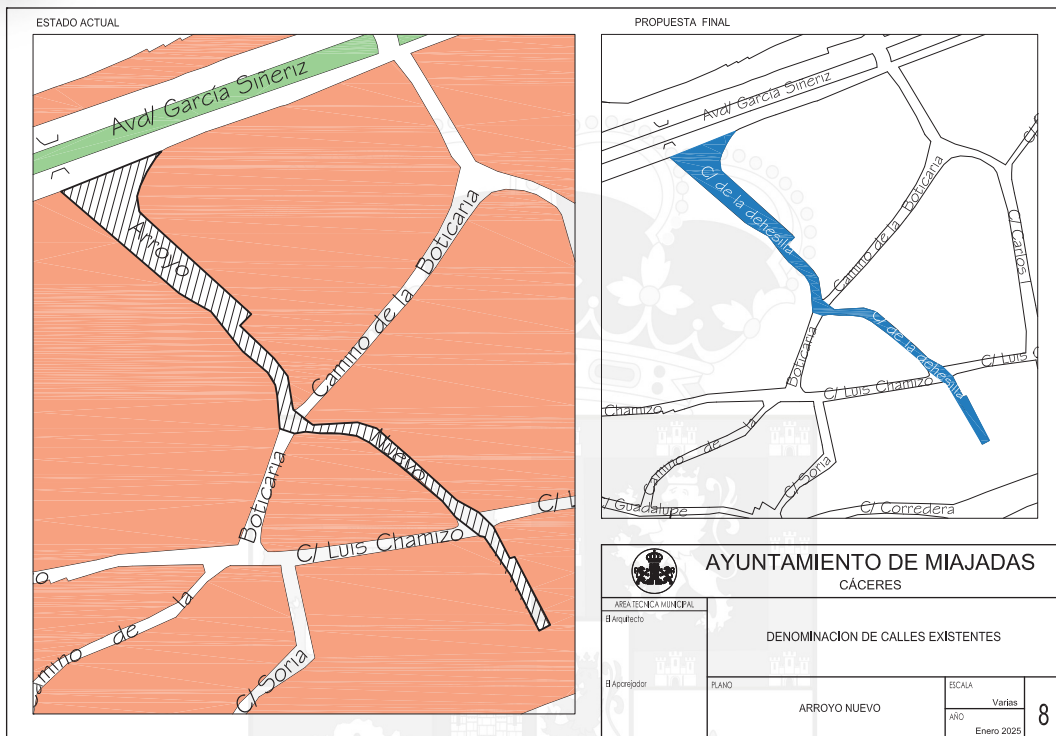 ESTADO ACTUAL
Avd/ García Siñeriz
Arroyo
Nuevo
Camino de la Boticaria
Boticaria
C/ Luis Chamizo
C/ L
o
Camino de la
C/ Soria
PROPUESTA FINAL
Avd/ García Siñeriz
C/ de la dehesilla
C/ de la dehesilla
Camino de la Boticaria
Boticaria
C/ Carlos I
C/
C/ Luis C
C/ Luis Chamizo
Chamizo
Camino de la
C/ Soria
C/ Guadalupe
C/ Corredera
AYUNTAMIENTO DE MIAJADAS
CÁCERES
AREA TECNICA MUNICIPAL
El Arquitecto
El Aparejador
DENOMINACION DE CALLES EXISTENTES
PLANO
ARROYO NUEVO
ESCALA
Varias
AÑO
Enero 2025
8